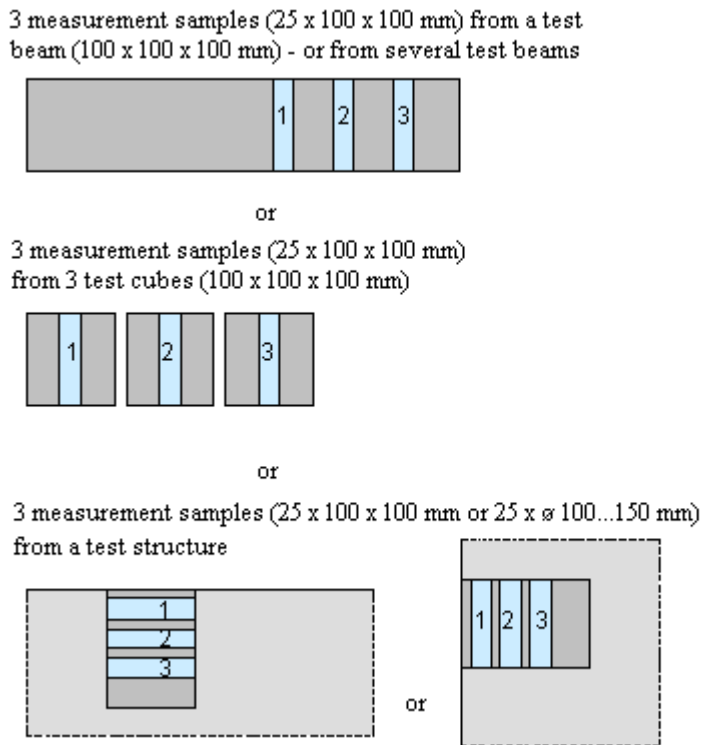 3 measurement samples (25 x 100 x 100 mm) from a test
beam (100 x 100 x 100 mm) - or from several test beams
1 2 3
or
3 measurement samples (25 x 100 x 100 mm)
from 3 test cubes (100 x 100 x 100 mm)
1 2 3
or
3 measurement samples (25 x 100 x 100 mm or 25 x ø 100...150 mm)
from a test structure
1
2
3
or
1 2 3